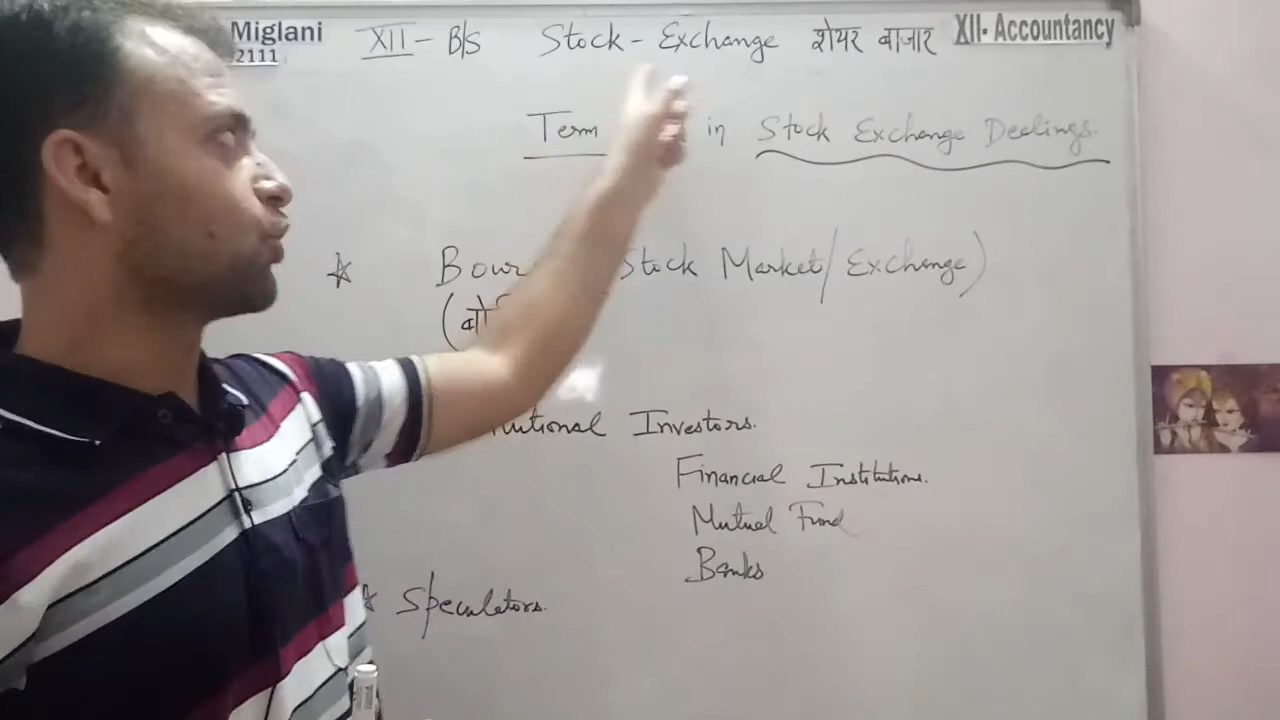 Miglani
2111
XII - B/S Stock - Exchange शेयर बाजार
XII- Accountancy
Term in Stock Exchange Dealings.
Stock Market/ Exchange)
Investors.
Financial Institutions.
Mutual Fund
Banks
Speculators.